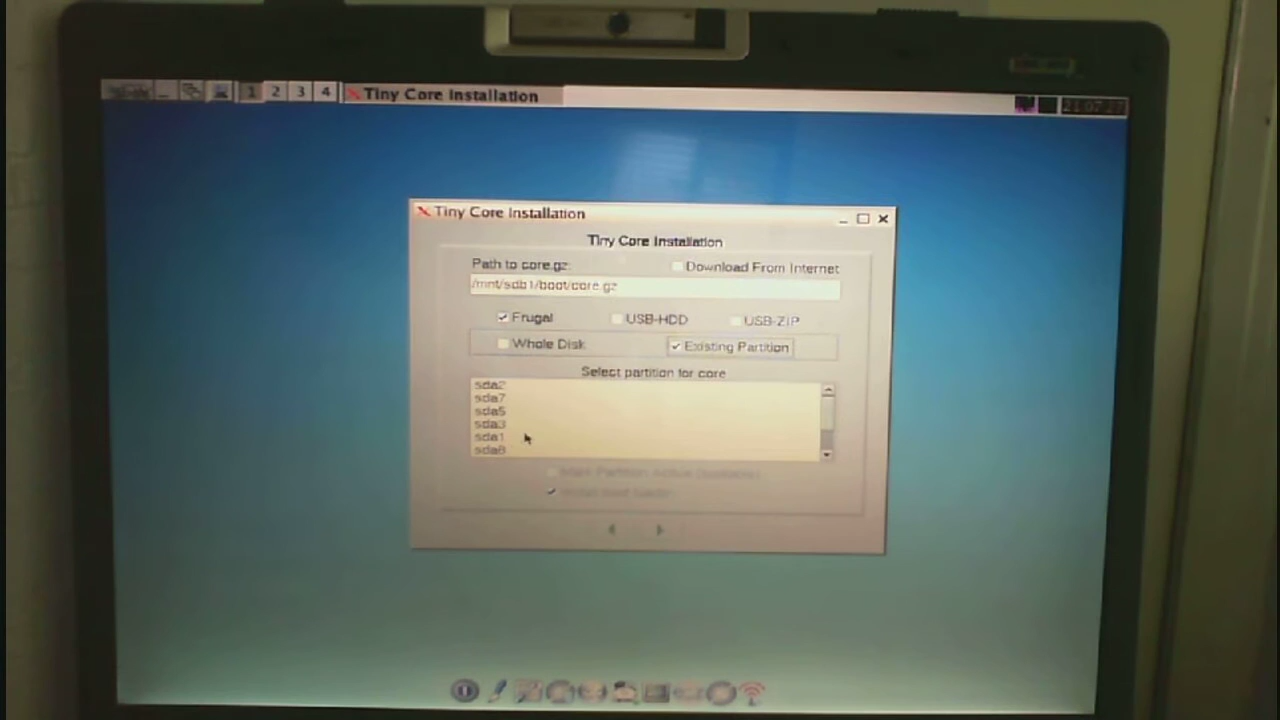 1 2 3 4 Tiny Core Installation
Tiny Core Installation
Tiny Core Installation
Path to core.gz: Download From Internet
/mnt/sdb1/boot/core.gz
Frugal USB-HDD USB-ZIP
Whole Disk Existing Partition
Select partition for core
sda2
sda7
sda5
sda3
sda1
sda8